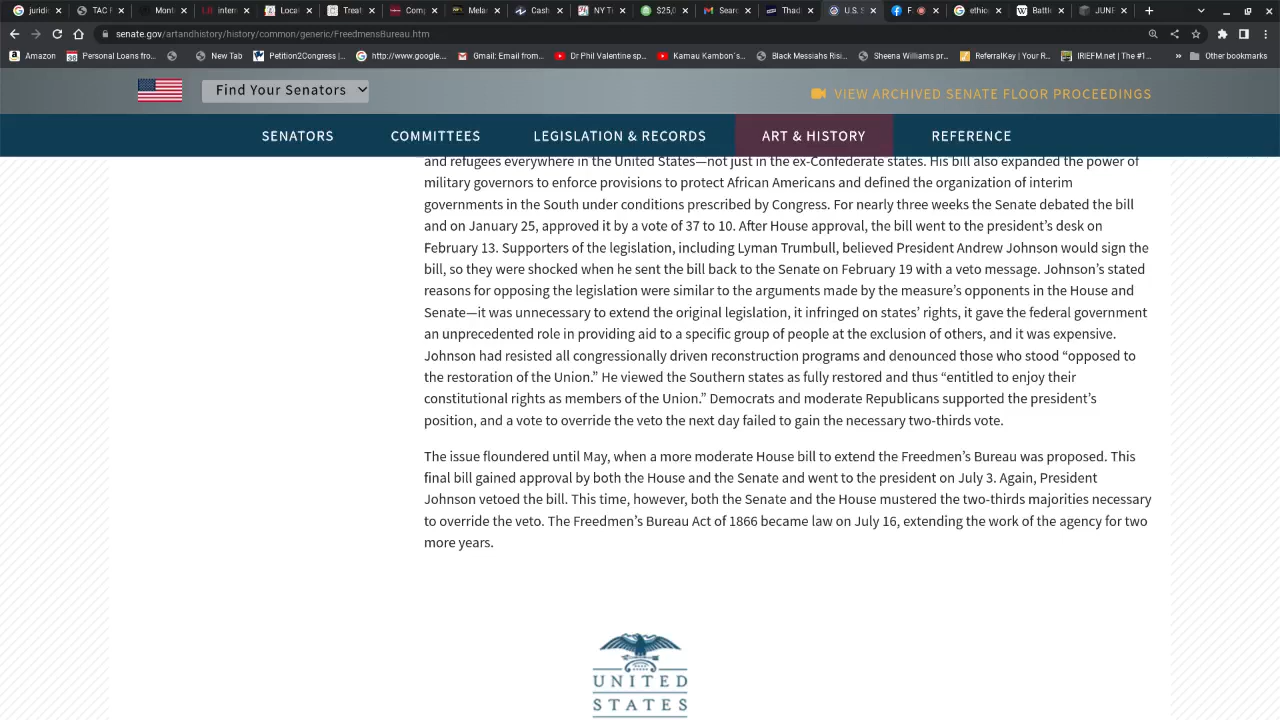 juridi
TAC F
Mont
intern
Local
Treat
Comp
Melan
Cash
NY Ti
$25,0
Searc
Thad
U.S. S
F
ethio
Battl
JUNE
senate.gov/artandhistory/history/common/generic/FreedmensBureau.htm
Amazon
Personal Loans fro...
New Tab
Petition2Congress |...
http://www.google...
Gmail: Email from...
Dr Phil Valentine sp...
Kamau Kambon's...
Black Messiahs Risi...
Sheena Williams pr...
ReferralKey | Your R...
IRIEFM.net | The #1...
»
Other bookmarks
Find Your Senators
VIEW ARCHIVED SENATE FLOOR PROCEEDINGS
SENATORS
COMMITTEES
LEGISLATION & RECORDS
ART & HISTORY
REFERENCE
and refugees everywhere in the United States—not just in the ex-Confederate states. His bill also expanded the power of
military governors to enforce provisions to protect African Americans and defined the organization of interim
governments in the South under conditions prescribed by Congress. For nearly three weeks the Senate debated the bill
and on January 25, approved it by a vote of 37 to 10. After House approval, the bill went to the president’s desk on
February 13. Supporters of the legislation, including Lyman Trumbull, believed President Andrew Johnson would sign the
bill, so they were shocked when he sent the bill back to the Senate on February 19 with a veto message. Johnson’s stated
reasons for opposing the legislation were similar to the arguments made by the measure’s opponents in the House and
Senate—it was unnecessary to extend the original legislation, it infringed on states’ rights, it gave the federal government
an unprecedented role in providing aid to a specific group of people at the exclusion of others, and it was expensive.
Johnson had resisted all congressionally driven reconstruction programs and denounced those who stood “opposed to
the restoration of the Union.” He viewed the Southern states as fully restored and thus “entitled to enjoy their
constitutional rights as members of the Union.” Democrats and moderate Republicans supported the president’s
position, and a vote to override the veto the next day failed to gain the necessary two-thirds vote.
The issue floundered until May, when a more moderate House bill to extend the Freedmen’s Bureau was proposed. This
final bill gained approval by both the House and the Senate and went to the president on July 3. Again, President
Johnson vetoed the bill. This time, however, both the Senate and the House mustered the two-thirds majorities necessary
to override the veto. The Freedmen’s Bureau Act of 1866 became law on July 16, extending the work of the agency for two
more years.
UNITED
STATES